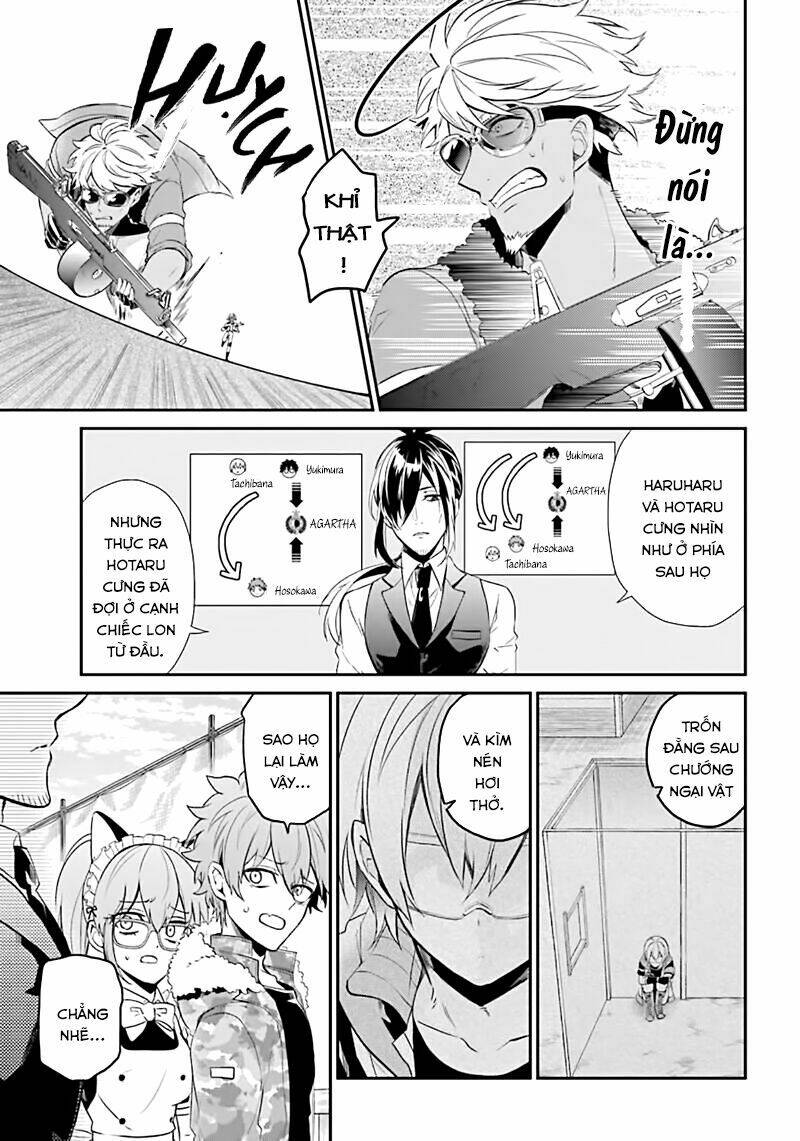 Đừng
nói
là...
KHỈ
THẬT
!
HUỴCH
HARUHARU
VÀ HOTARU
CƯNG NHÌN
NHƯ Ở PHÍA
SAU HỌ
Yukimura
AGARTHA
Hosokawa
Tachibana
Yukimura
Tachibana
AGARTHA
Hosokawa
NHƯNG
THỰC RA
HOTARU
CƯNG ĐÃ
ĐỢI Ở CẠNH
CHIẾC LON
TỪ ĐẦU.
TRỐN
ĐẰNG SAU
CHƯỚNG
NGẠI VẬT
VÀ KÌM
NÉN HƠI
THỞ.
SAO HỌ
LẠI LÀM
VẬY...
CHẲNG
NHẼ...